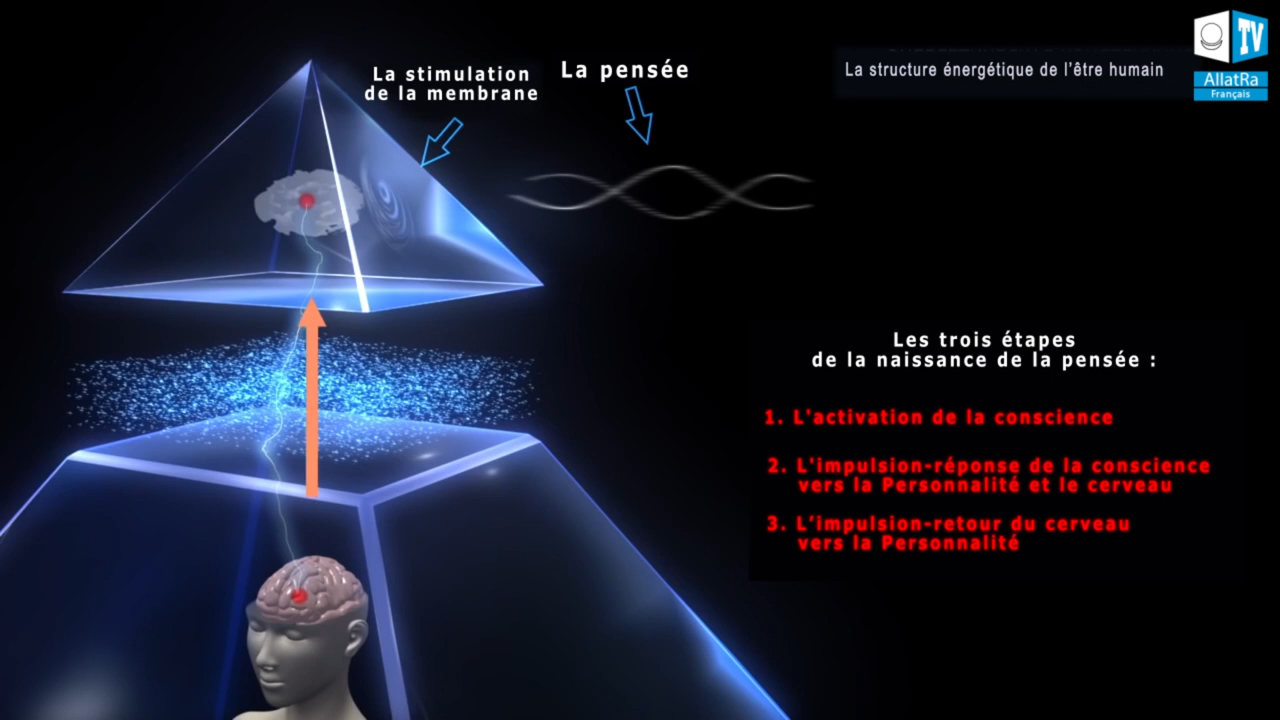 La stimulation
de la membrane
La pensée
La structure énergétique de l'être humain
TV
AllatRa
Français
Les trois étapes
de la naissance de la pensée :
1. L'activation de la conscience
2. L'impulsion-réponse de la conscience
vers la Personnalité et le cerveau
3. L'impulsion-retour du cerveau
vers la Personnalité